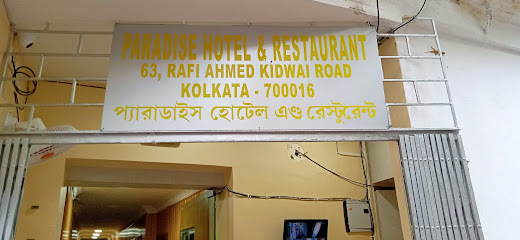 PARADISE HOTEL & RESTAURANT
63, RAFI AHMED KIDWAI ROAD
KOLKATA - 700016
প্যারাডাইস হোটেল এণ্ড রেস্টুরেন্ট